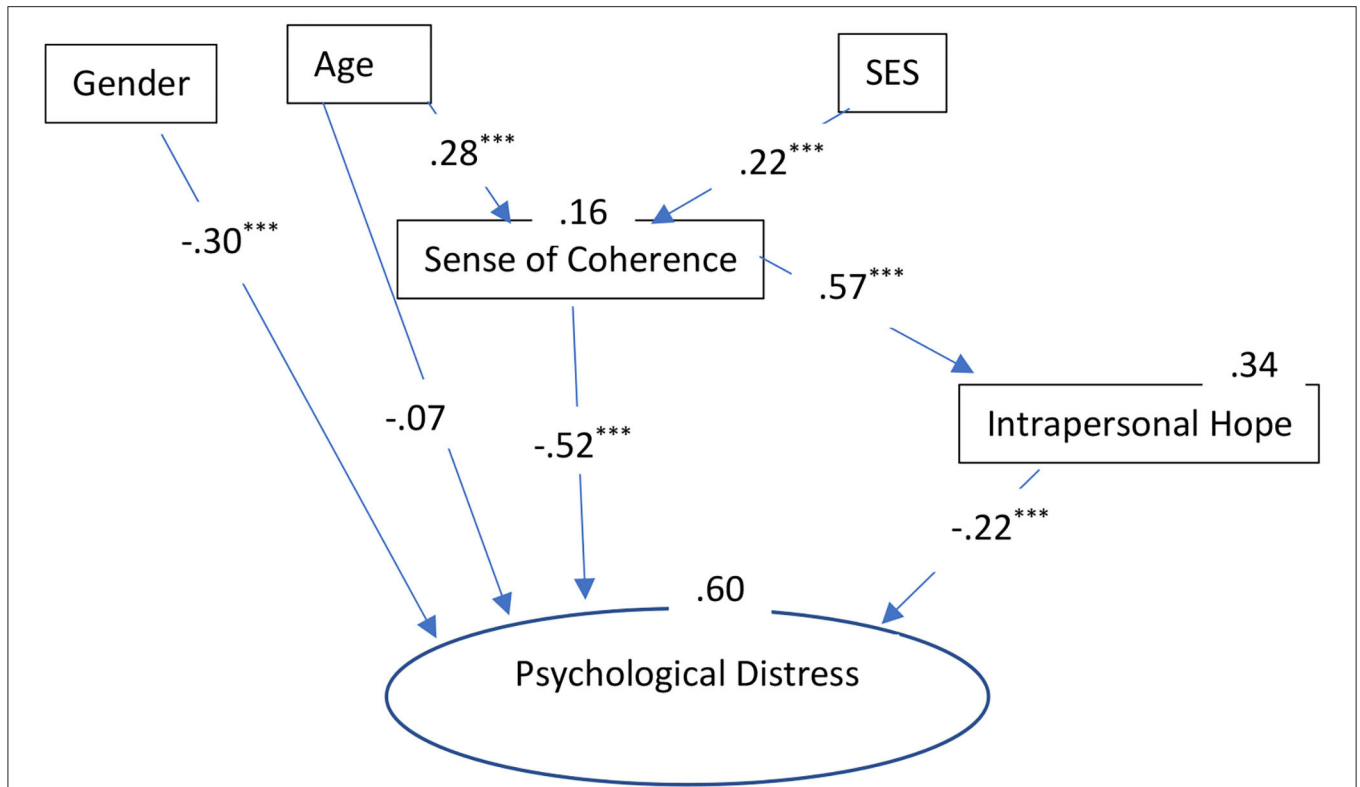 Gender
Age
SES
.28***
.22***
-.30***
.16
Sense of Coherence
.57***
.34
-.07
-.52***
Intrapersonal Hope
-.22***
.60
Psychological Distress